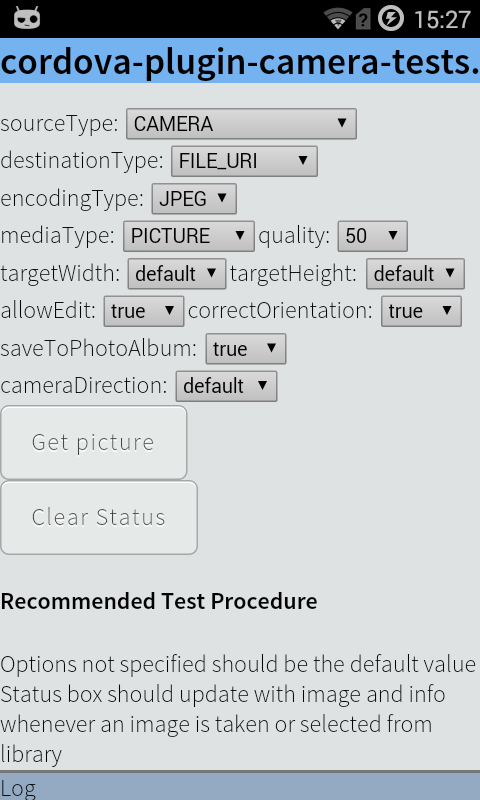 15:27
cordova-plugin-camera-tests.
sourceType: CAMERA
destinationType: FILE_URI
encodingType: JPEG
mediaType: PICTURE quality: 50
targetWidth: default targetHeight: default
allowEdit: true correctOrientation: true
saveToPhotoAlbum: true
cameraDirection: default
Get picture
Clear Status
Recommended Test Procedure
Options not specified should be the default value
Status box should update with image and info
whenever an image is taken or selected from
library
Log